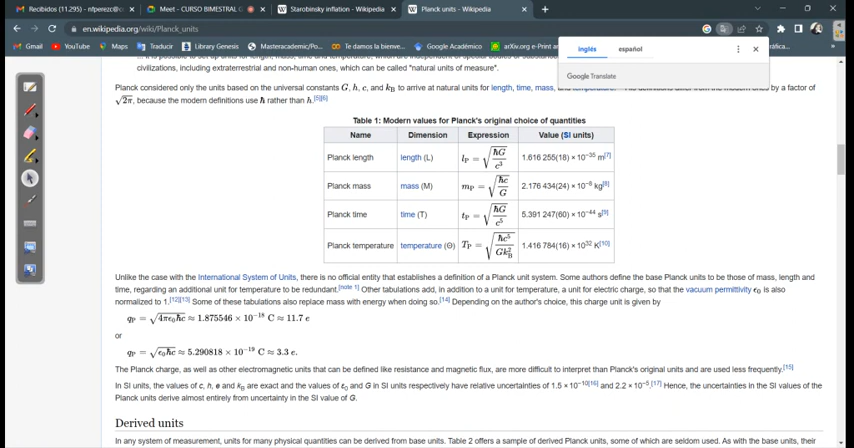 Recibidos (11.295) - nfperezc@
Meet - CURSO BIMESTRAL
Starobinsky inflation - Wikipedia
Planck units - Wikipedia
en.wikipedia.org/wiki/Planck_units
Gmail YouTube Maps Traducir Library Genesis Masteracademic/Po... Te damos la bienve... Google Académico arXiv.org e-Print ar
inglés español
Google Translate
civilizations, including extraterrestrial and non-human ones, which can be called "natural units of measure".
Planck considered only the units based on the universal constants G, h, c, and kB to arrive at natural units for length, time, mass, and
√2π, because the modern definitions use ħ rather than h.[5][6]
Table 1: Modern values for Planck's original choice of quantities
Name Dimension Expression Value (SI units)
Planck length length (L) lP = √(ħG/c³) 1.616 255(18) × 10⁻³⁵ m[7]
Planck mass mass (M) mP = √(ħc/G) 2.176 434(24) × 10⁻⁸ kg[8]
Planck time time (T) tP = √(ħG/c⁵) 5.391 247(60) × 10⁻⁴⁴ s[9]
Planck temperature temperature (Θ) TP = √(ħc⁵/GkB²) 1.416 784(16) × 10³² K[10]
Unlike the case with the International System of Units, there is no official entity that establishes a definition of a Planck unit system. Some authors define the base Planck units to be those of mass, length and
time, regarding an additional unit for temperature to be redundant.[note 1] Other tabulations add, in addition to a unit for temperature, a unit for electric charge, so that the vacuum permittivity ϵ0 is also
normalized to 1.[12][13] Some of these tabulations also replace mass with energy when doing so.[14] Depending on the author's choice, this charge unit is given by
qP = √4πϵ0ħc ≈ 1.875546 × 10⁻¹⁸ C ≈ 11.7 e
or
qP = √ϵ0ħc ≈ 5.290818 × 10⁻¹⁹ C ≈ 3.3 e.
The Planck charge, as well as other electromagnetic units that can be defined like resistance and magnetic flux, are more difficult to interpret than Planck's original units and are used less frequently.[15]
In SI units, the values of c, h, e and kB are exact and the values of ε0 and G in SI units respectively have relative uncertainties of 1.5 × 10⁻¹⁰[16] and 2.2 × 10⁻⁵.[17] Hence, the uncertainties in the SI values of the
Planck units derive almost entirely from uncertainty in the SI value of G.
Derived units
In any system of measurement, units for many physical quantities can be derived from base units. Table 2 offers a sample of derived Planck units, some of which are seldom used. As with the base units, their